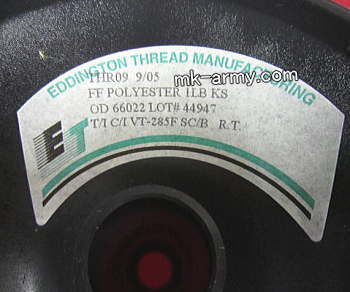 EDDINGTON THREAD MANUFACTURING
THR09 9/05
mk-army.com
FF POLYESTER 1LB KS
OD 66022 LOT# 44947
T/I C/I VT-285F SC/B R.T.
ET